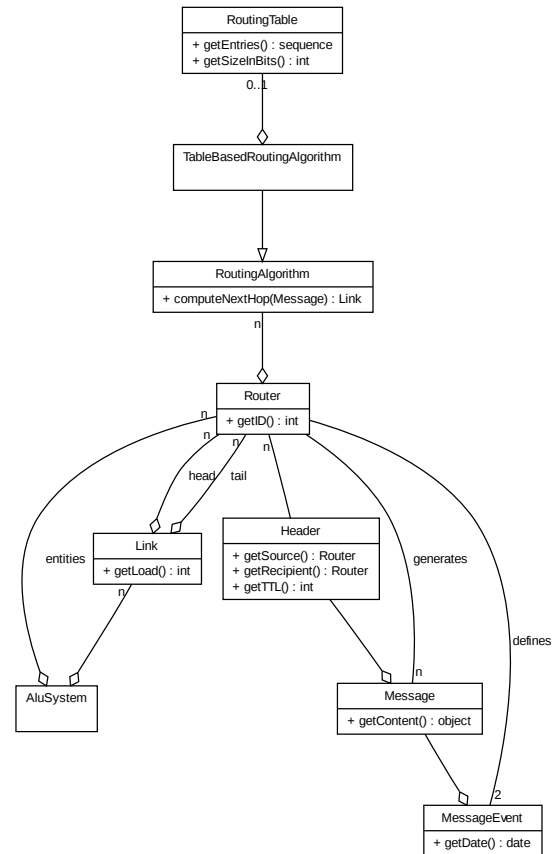 RoutingTable
+ getEntries() : sequence
+ getSizeInBits() : int
0..1
TableBasedRoutingAlgorithm
RoutingAlgorithm
+ computeNextHop(Message) : Link
n
Router
+ getID() : int
n
n
n
n
head
tail
Link
+ getLoad() : int
n
Header
+ getSource() : Router
+ getRecipient() : Router
+ getTTL() : int
entities
generates
defines
AluSystem
n
Message
+ getContent() : object
2
MessageEvent
+ getDate() : date